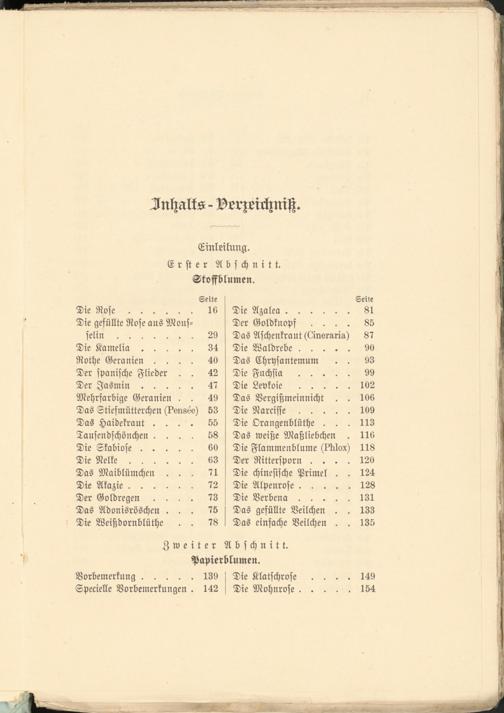 Inhalts-Verzeichniß.
Einleitung.
Erster Abschnitt.
Stoffblumen.
Seite
Die Rose . . . . . . 16
Die gefüllte Rose aus Mous-
selin . . . . . . . 29
Die Kamelia . . . . . 34
Rothe Geranien . . . . 40
Der spanische Flieder . . 42
Der Jasmin . . . . . 47
Mehrfarbige Geranien . . 49
Das Stiefmütterchen (Pensée) 53
Das Haidekraut . . . . 55
Tausendschönchen . . . . 58
Die Skabiose . . . . . 60
Die Nelke . . . . . . 63
Das Maiblümchen . . . 71
Die Akazie . . . . . . 72
Der Goldregen . . . . 73
Das Adonisröschen . . . 75
Die Weißdornblüthe . . 78
Seite
Die Azalea . . . . . . 81
Der Goldknopf . . . . 85
Das Aschenkraut (Cineraria) 87
Die Waldrebe . . . . . 90
Das Chrysantemum . . 93
Die Fuchsia . . . . . 99
Die Levkoie . . . . . 102
Das Vergißmeinnicht . . 106
Die Narcisse . . . . . 109
Die Orangenblüthe . . . 113
Das weiße Maßliebchen . 116
Die Flammenblume (Phlox) 118
Der Rittersporn . . . . 120
Die chinesische Primel . . 124
Die Alpenrose . . . . . 128
Die Verbena . . . . . 131
Das gefüllte Veilchen . . 133
Das einfache Veilchen . . 135
Zweiter Abschnitt.
Papierblumen.
Vorbemerkung . . . . . 139
Specielle Vorbemerkungen . 142
Die Klatschrose . . . . 149
Die Mohnrose . . . . . 154